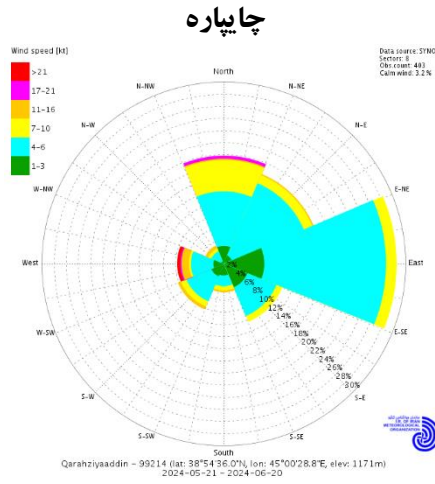 چایپاره
Wind speed [kt]
>21
17-21
11-16
7-10
4-6
1-3
Data source: SYNO
Sectors: 8
Obs.count: 403
Calm wind: 3.2 %
North
N-NE
N-E
E-NE
East
E-SE
S-E
S-SE
South
S-SW
S-W
W-SW
West
W-NW
N-W
N-NW
2%
4%
6%
8%
10%
12%
14%
16%
18%
20%
22%
24%
26%
28%
30%
METEOROLOGICAL
ORGANIZATION
Qarahziyaaddin - 99214 (lat: 38°54'36.0"N, lon: 45°00'28.8"E, elev: 1171m)
2024-05-21 - 2024-06-20